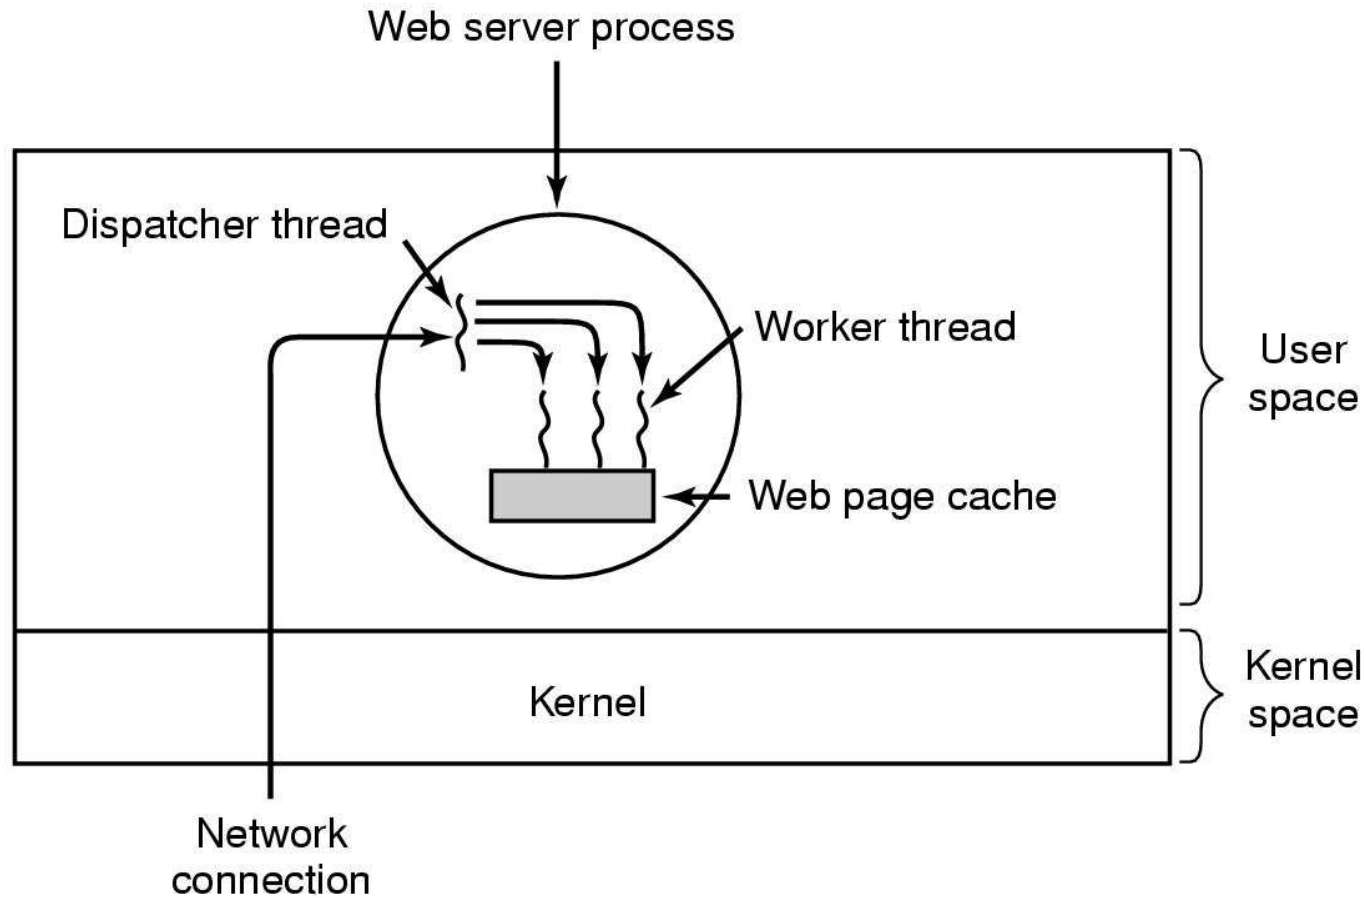 Web server process
Dispatcher thread
Worker thread
User
space
Web page cache
Kernel
Kernel
space
Network
connection